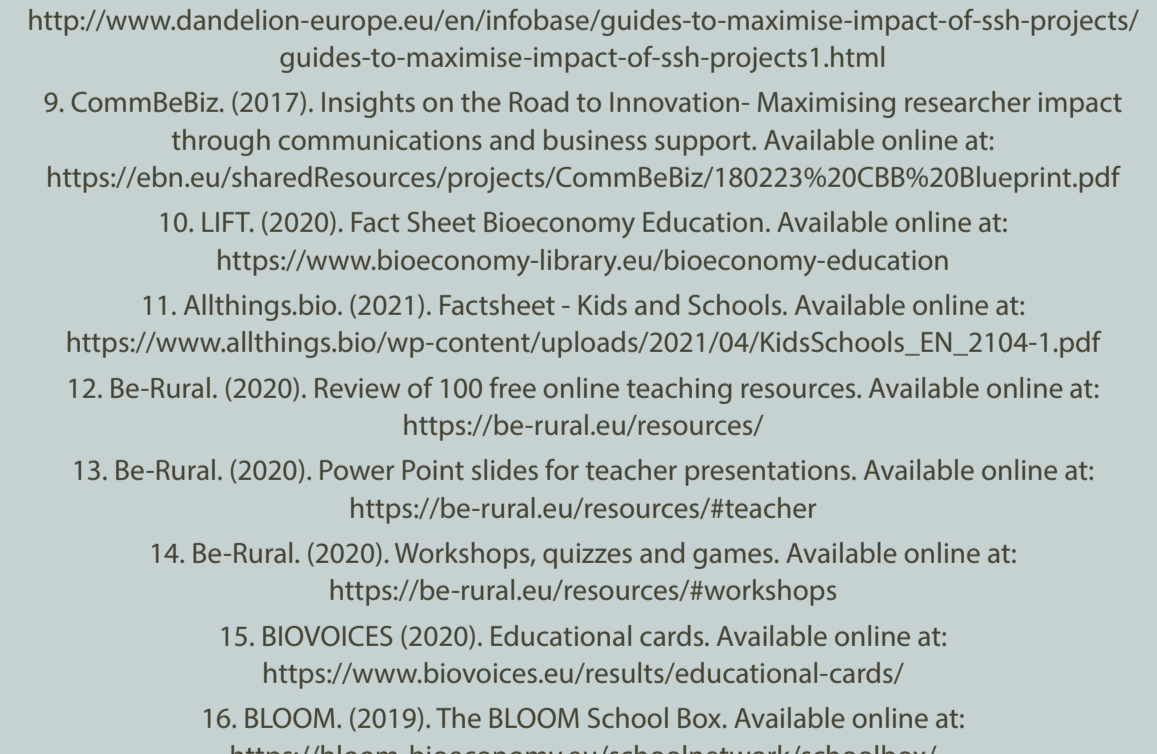 http://www.dandelion-europe.eu/en/infobase/guides-to-maximise-impact-of-ssh-projects/
guides-to-maximise-impact-of-ssh-projects1.html
9. CommBeBiz. (2017). Insights on the Road to Innovation- Maximising researcher impact
through communications and business support. Available online at:
https://ebn.eu/sharedResources/projects/CommBeBiz/180223%20CBB%20Blueprint.pdf
10. LIFT. (2020). Fact Sheet Bioeconomy Education. Available online at:
https://www.bioeconomy-library.eu/bioeconomy-education
11. Allthings.bio. (2021). Factsheet - Kids and Schools. Available online at:
https://www.allthings.bio/wp-content/uploads/2021/04/KidsSchools_EN_2104-1.pdf
12. Be-Rural. (2020). Review of 100 free online teaching resources. Available online at:
https://be-rural.eu/resources/
13. Be-Rural. (2020). Power Point slides for teacher presentations. Available online at:
https://be-rural.eu/resources/#teacher
14. Be-Rural. (2020). Workshops, quizzes and games. Available online at:
https://be-rural.eu/resources/#workshops
15. BIOVOICES (2020). Educational cards. Available online at:
https://www.biovoices.eu/results/educational-cards/
16. BLOOM. (2019). The BLOOM School Box. Available online at:
https://bloom-bioeconomy.eu/schoolnetwork/schoolbox/